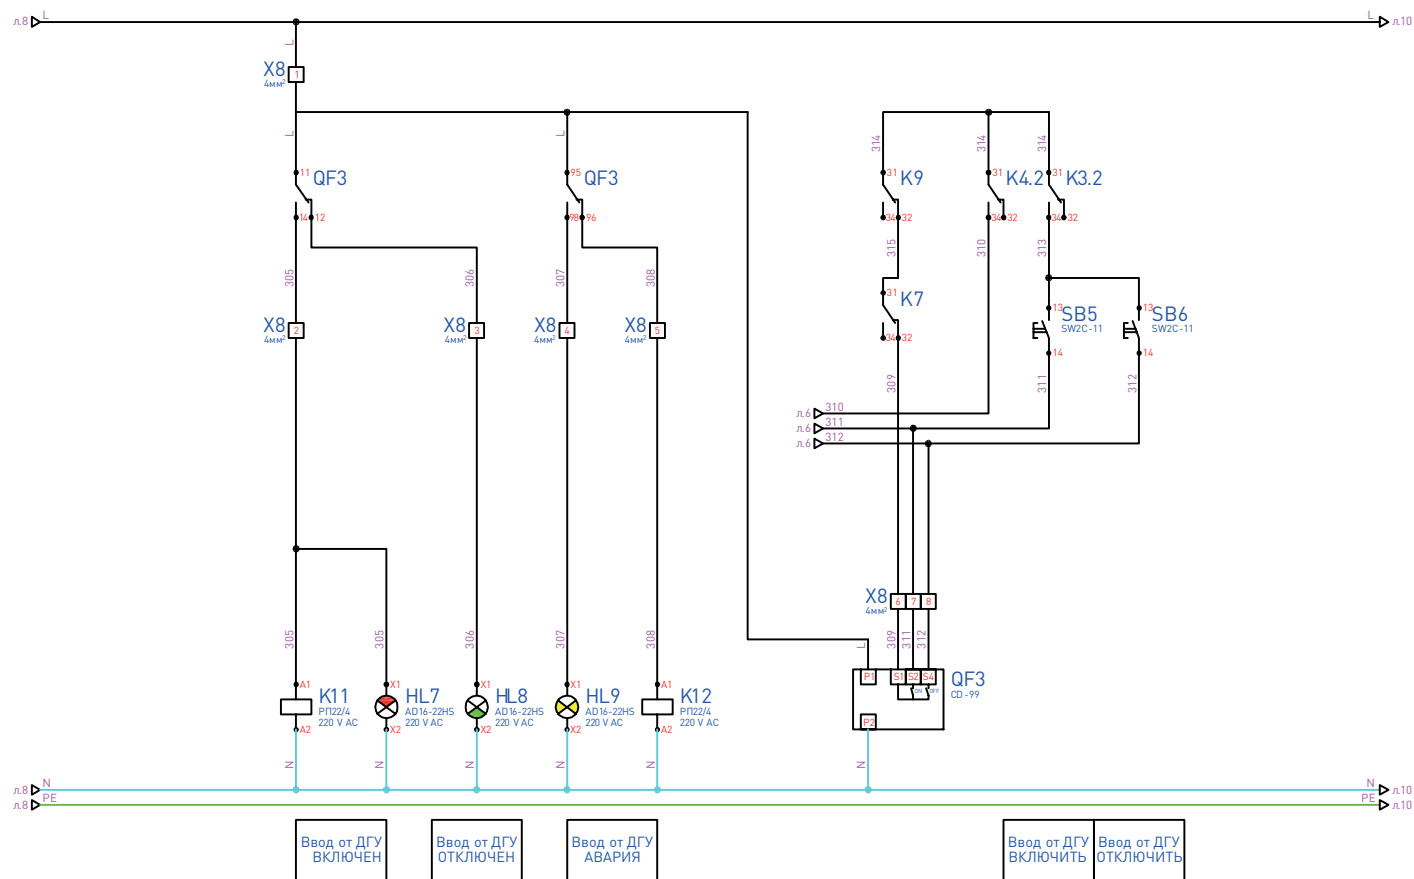 л.8 L L л.10
L
X8 1
4мм²
L L 314 314 314
11 QF3 95 QF3 31 K9 31 K4.2 31 K3.2
14 12 98 96 34 32 34 32 34 32
305 306 307 308 315 310 313
31 K7
34 32
13 SB5 13 SB6
SW2C-11 SW2C-11
14 14
X8 2 X8 3 X8 4 X8 5
4мм² 4мм² 4мм² 4мм²
309 311 312
л.6 310
л.6 311
л.6 312
X8 6 7 8
4мм²
305 305 306 307 308 L 309 311 312
P1 S1 S2 S4 QF3
ON OFF CD-99
P2
A1 X1 X1 X1 A1
K11 HL7 HL8 HL9 K12
РП22/4 AD16-22HS AD16-22HS AD16-22HS РП22/4
220 V AC 220 V AC 220 V AC 220 V AC 220 V AC
A2 X2 X2 X2 A2
N N N N N N
л.8 N N л.10
л.8 PE PE л.10
Ввод от ДГУ
ВКЛЮЧЕН
Ввод от ДГУ
ОТКЛЮЧЕН
Ввод от ДГУ
АВАРИЯ
Ввод от ДГУ
ВКЛЮЧИТЬ
Ввод от ДГУ
ОТКЛЮЧИТЬ